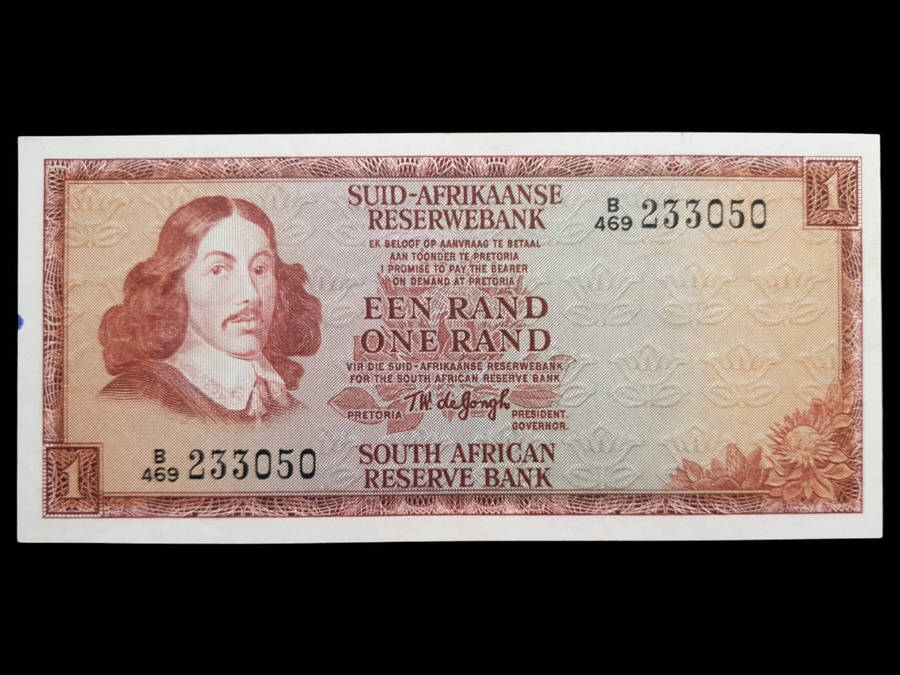 1
SUID-AFRIKAANSE
RESERWEBANK
B/469 233050
EK BELOOF OP AANVRAAG TE BETAAL
AAN TOONDER TE PRETORIA
I PROMISE TO PAY THE BEARER
ON DEMAND AT PRETORIA
EEN RAND
ONE RAND
VIR DIE SUID-AFRIKAANSE RESERWEBANK
FOR THE SOUTH AFRICAN RESERVE BANK
PRETORIA T.W. de Jongh PRESIDENT.
GOVERNOR.
SOUTH AFRICAN
RESERVE BANK
B/469 233050
1